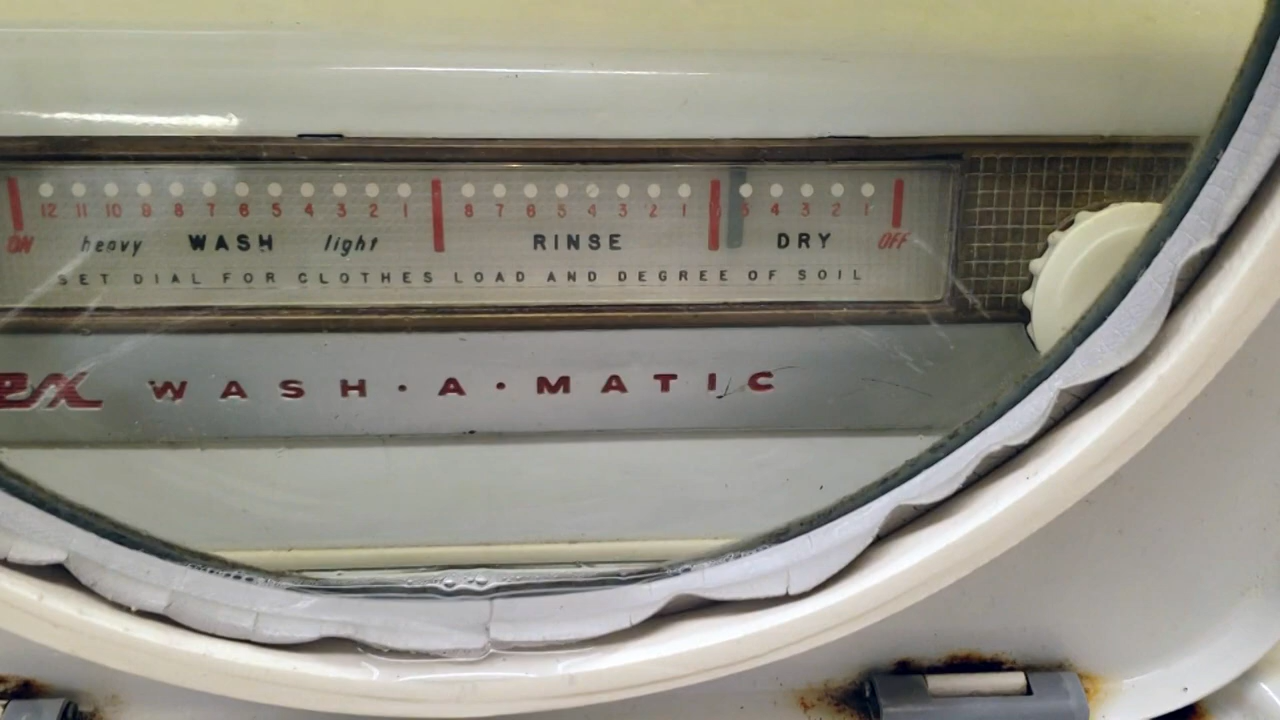 12 11 10 9 8 7 6 5 4 3 2 1 8 7 6 5 4 3 2 1 5 4 3 2 1
ON heavy WASH light RINSE DRY OFF
SET DIAL FOR CLOTHES LOAD AND DEGREE OF SOIL
WASH·A·MATIC